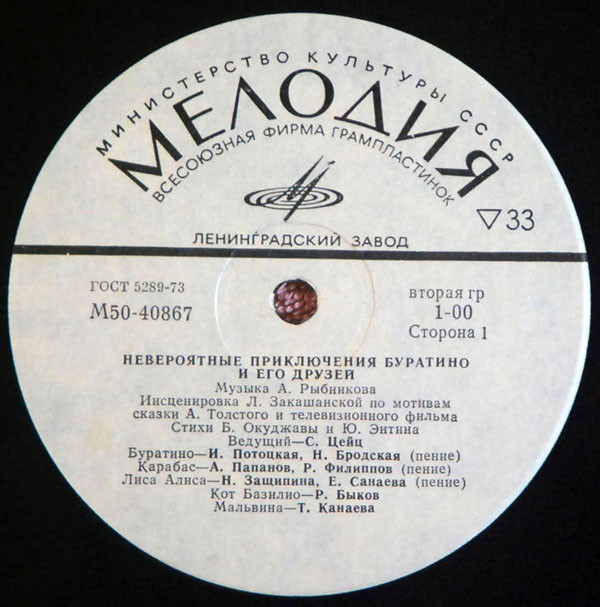 МИНИСТЕРСТВО КУЛЬТУРЫ СССР
МЕЛОДИЯ
ВСЕСОЮЗНАЯ ФИРМА ГРАМПЛАСТИНОК
33
ЛЕНИНГРАДСКИЙ ЗАВОД
ГОСТ 5289-73
М50-40867
вторая гр
1-00
Сторона 1
НЕВЕРОЯТНЫЕ ПРИКЛЮЧЕНИЯ БУРАТИНО
И ЕГО ДРУЗЕЙ
Музыка А. Рыбникова
Инсценировка Л. Закашанской по мотивам
сказки А. Толстого и телевизионного фильма
Стихи Б. Окуджавы и Ю. Энтина
Ведущий—С. Цейц
Буратино—И. Потоцкая, Н. Бродская (пение)
Карабас—А. Папанов, Р. Филиппов (пение)
Лиса Алиса—Н. Защипина, Е. Санаева (пение)
Кот Базилио—Р. Быков
Мальвина—Т. Канаева